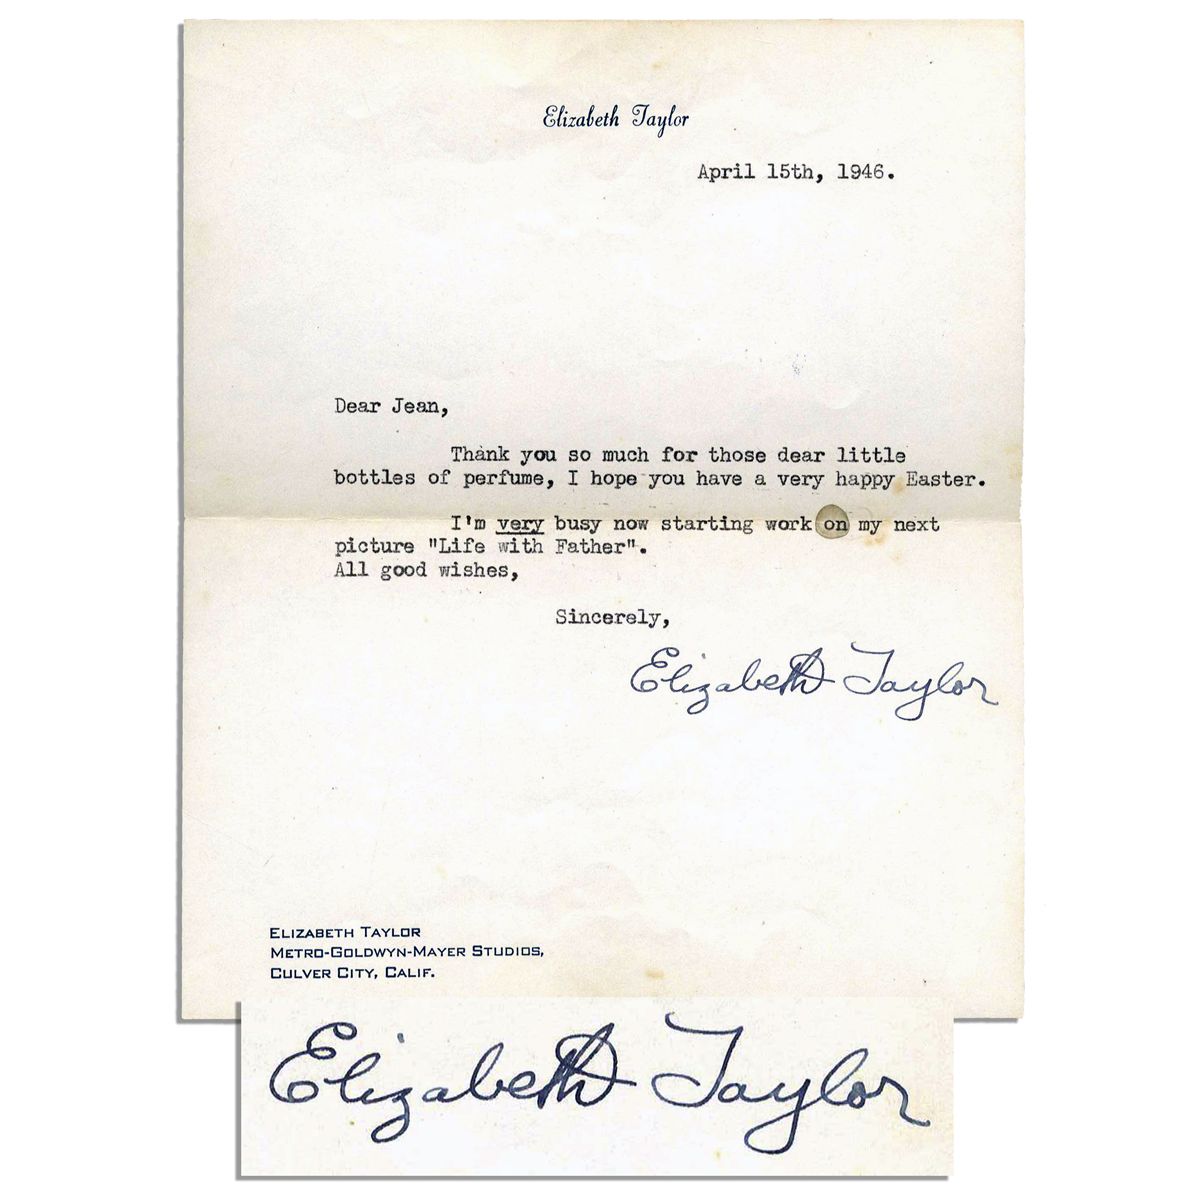 Elizabeth Taylor
April 15th, 1946.
Dear Jean,
Thank you so much for those dear little
bottles of perfume, I hope you have a very happy Easter.
I'm very busy now starting work on my next
picture "Life with Father".
All good wishes,
Sincerely,
Elizabeth Taylor
ELIZABETH TAYLOR
METRO-GOLDWYN-MAYER STUDIOS,
CULVER CITY, CALIF.
Elizabeth Taylor